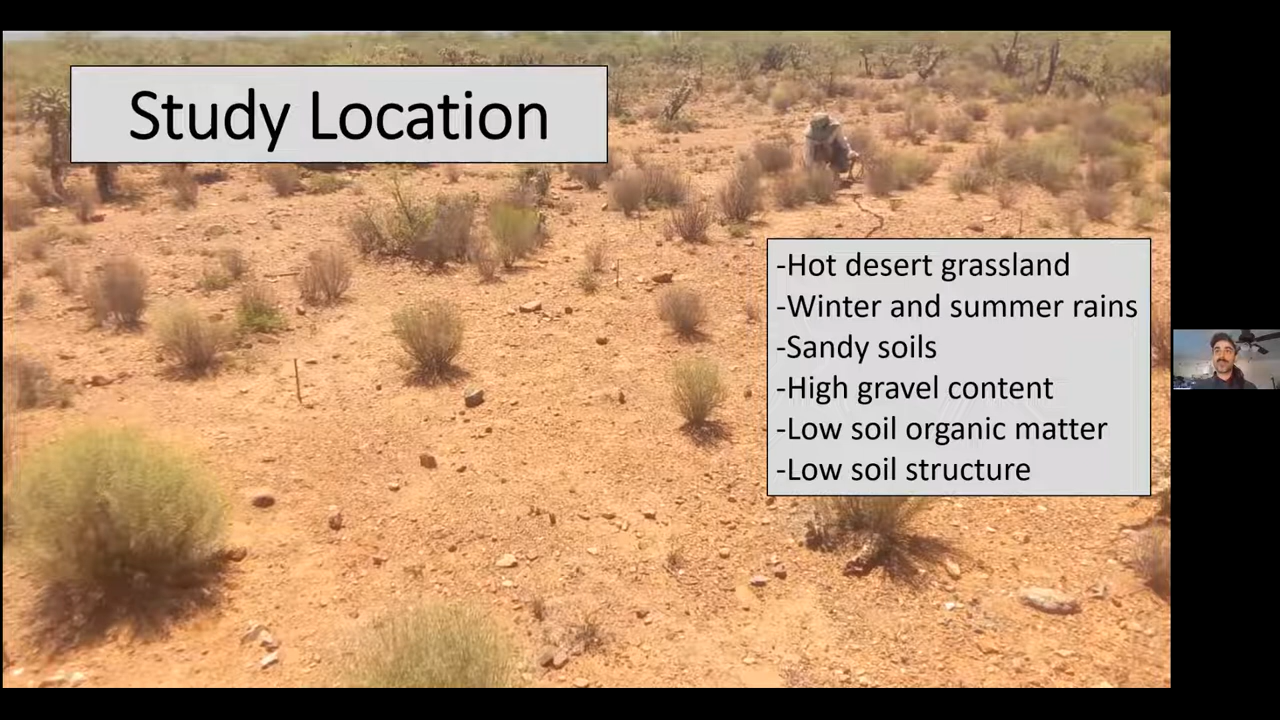 Study Location
-Hot desert grassland
-Winter and summer rains
-Sandy soils
-High gravel content
-Low soil organic matter
-Low soil structure